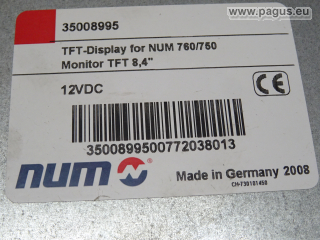 www.pagus.eu
35008995
TFT-Display for NUM 760/750
Monitor TFT 8,4"
12VDC
CE
3500899500772038013
num
Made in Germany 2008